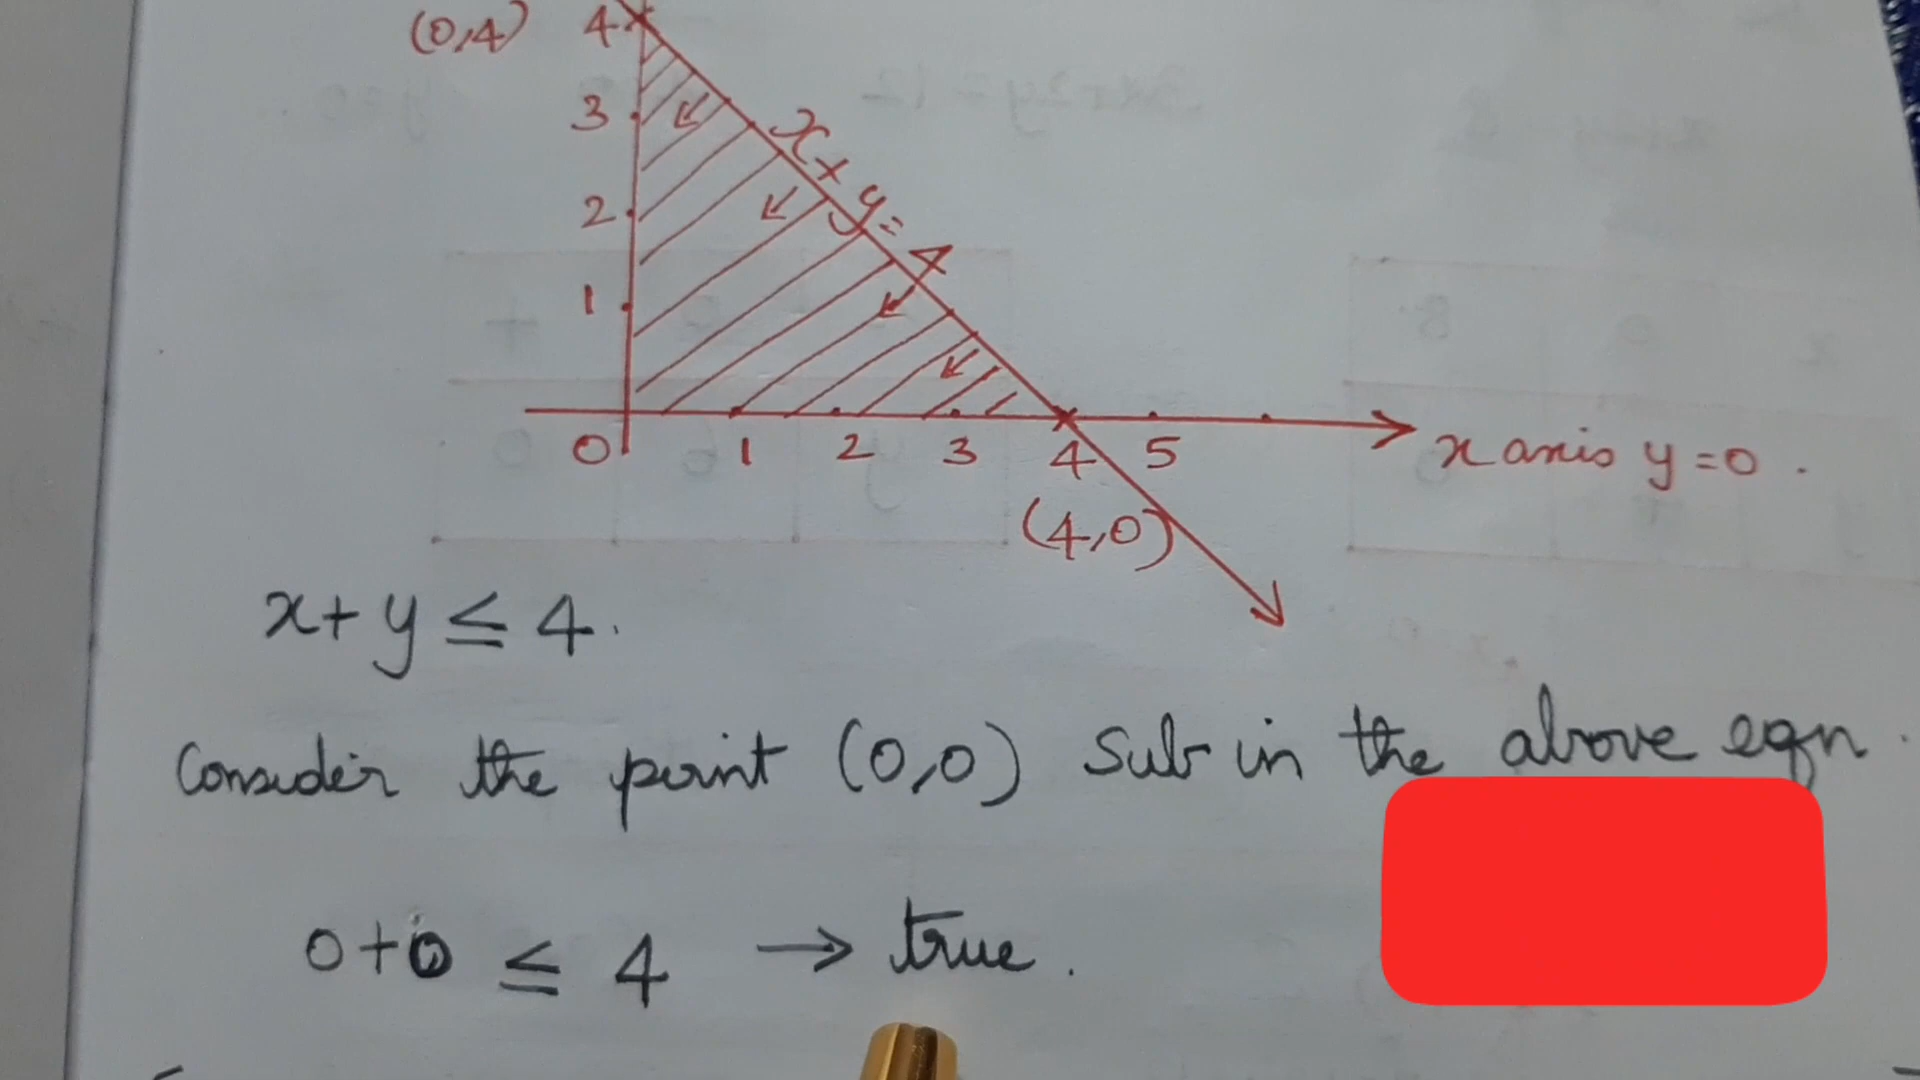 (0,4) 4
3
x+y=4
2
1
0 1 2 3 4 5
x axis y=0.
(4,0)
x+y ≤ 4.
Consider the point (0,0) Sub in the above eqn.
0+0 ≤ 4 → true.